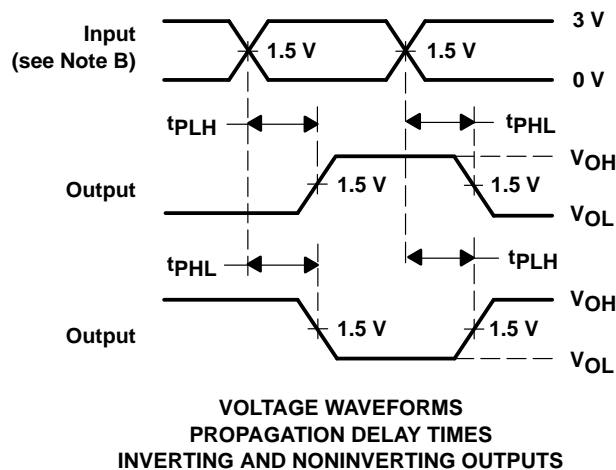 Input
(see Note B)
1.5 V
1.5 V
3 V
0 V
tPLH
tPHL
Output
1.5 V
1.5 V
VOH
VOL
tPHL
tPLH
Output
1.5 V
1.5 V
VOH
VOL
VOLTAGE WAVEFORMS
PROPAGATION DELAY TIMES
INVERTING AND NONINVERTING OUTPUTS